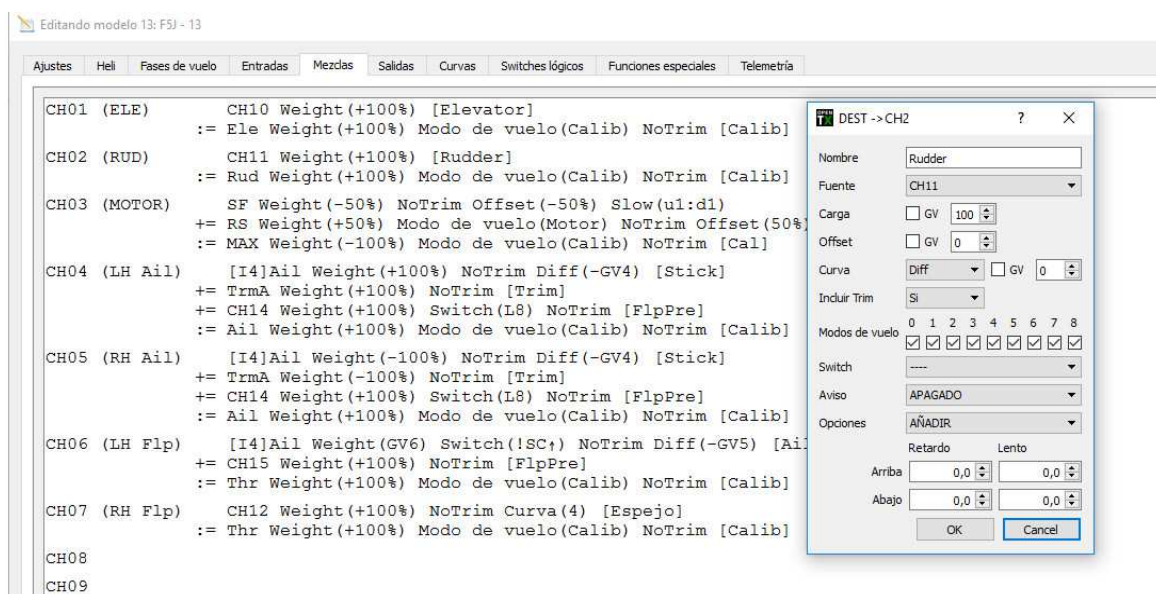 Editando modelo 13: F5J - 13
Ajustes Heli Fases de vuelo Entradas Mezclas Salidas Curvas Switches lógicos Funciones especiales Telemetría
CH01 (ELE) CH10 Weight(+100%) [Elevator]
:= Ele Weight(+100%) Modo de vuelo(Calib) NoTrim [Calib]
CH02 (RUD) CH11 Weight(+100%) [Rudder]
:= Rud Weight(+100%) Modo de vuelo(Calib) NoTrim [Calib]
CH03 (MOTOR) SF Weight(-50%) NoTrim Offset(-50%) Slow(u1:d1)
+= RS Weight(+50%) Modo de vuelo(Motor) NoTrim Offset(50%)
:= MAX Weight(-100%) Modo de vuelo(Calib) NoTrim [Cal]
CH04 (LH Ail) [I4]Ail Weight(+100%) NoTrim Diff(-GV4) [Stick]
+= TrmA Weight(+100%) NoTrim [Trim]
+= CH14 Weight(+100%) Switch(L8) NoTrim [FlpPre]
:= Ail Weight(+100%) Modo de vuelo(Calib) NoTrim [Calib]
CH05 (RH Ail) [I4]Ail Weight(-100%) NoTrim Diff(-GV4) [Stick]
+= TrmA Weight(-100%) NoTrim [Trim]
+= CH14 Weight(+100%) Switch(L8) NoTrim [FlpPre]
:= Ail Weight(+100%) Modo de vuelo(Calib) NoTrim [Calib]
CH06 (LH Flp) [I4]Ail Weight(GV6) Switch(!SC↑) NoTrim Diff(-GV5) [Ail
+= CH15 Weight(+100%) NoTrim [FlpPre]
:= Thr Weight(+100%) Modo de vuelo(Calib) NoTrim [Calib]
CH07 (RH Flp) CH12 Weight(+100%) NoTrim Curva(4) [Espejo]
:= Thr Weight(+100%) Modo de vuelo(Calib) NoTrim [Calib]
CH08
CH09
OPEN TX DEST -> CH2 ? ×
Nombre Rudder
Fuente CH11
Carga GV 100
Offset GV 0
Curva Diff GV 0
Incluir Trim Si
0 1 2 3 4 5 6 7 8
Modos de vuelo
Switch ----
Aviso APAGADO
Opciones AÑADIR
Retardo Lento
Arriba 0,0 0,0
Abajo 0,0 0,0
OK Cancel